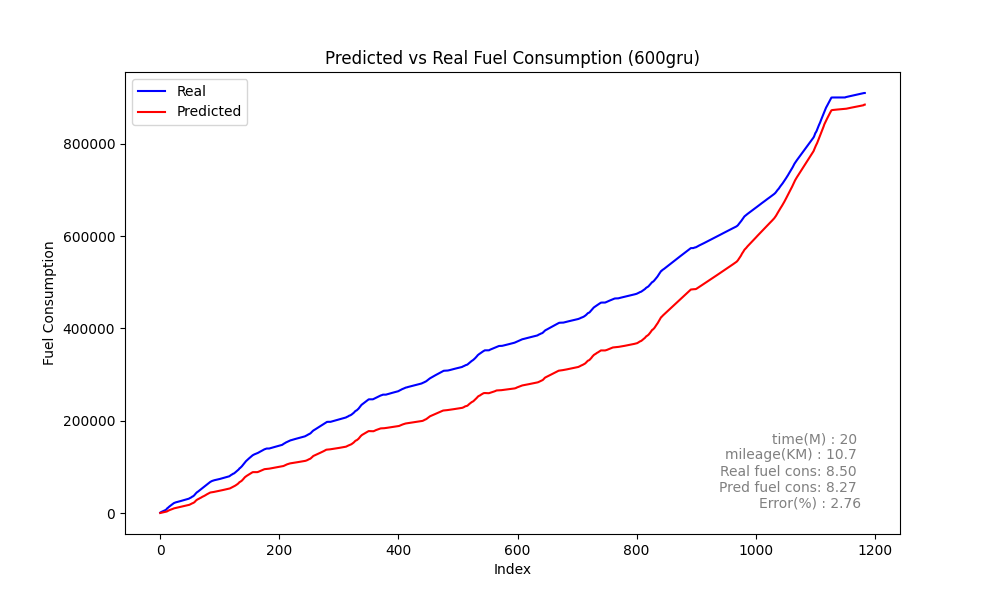 Predicted vs Real Fuel Consumption (600gru)
Real
Predicted
Fuel Consumption
800000
600000
400000
200000
0
time(M) : 20
mileage(KM) : 10.7
Real fuel cons: 8.50
Pred fuel cons: 8.27
Error(%) : 2.76
0 200 400 600 800 1000 1200
Index